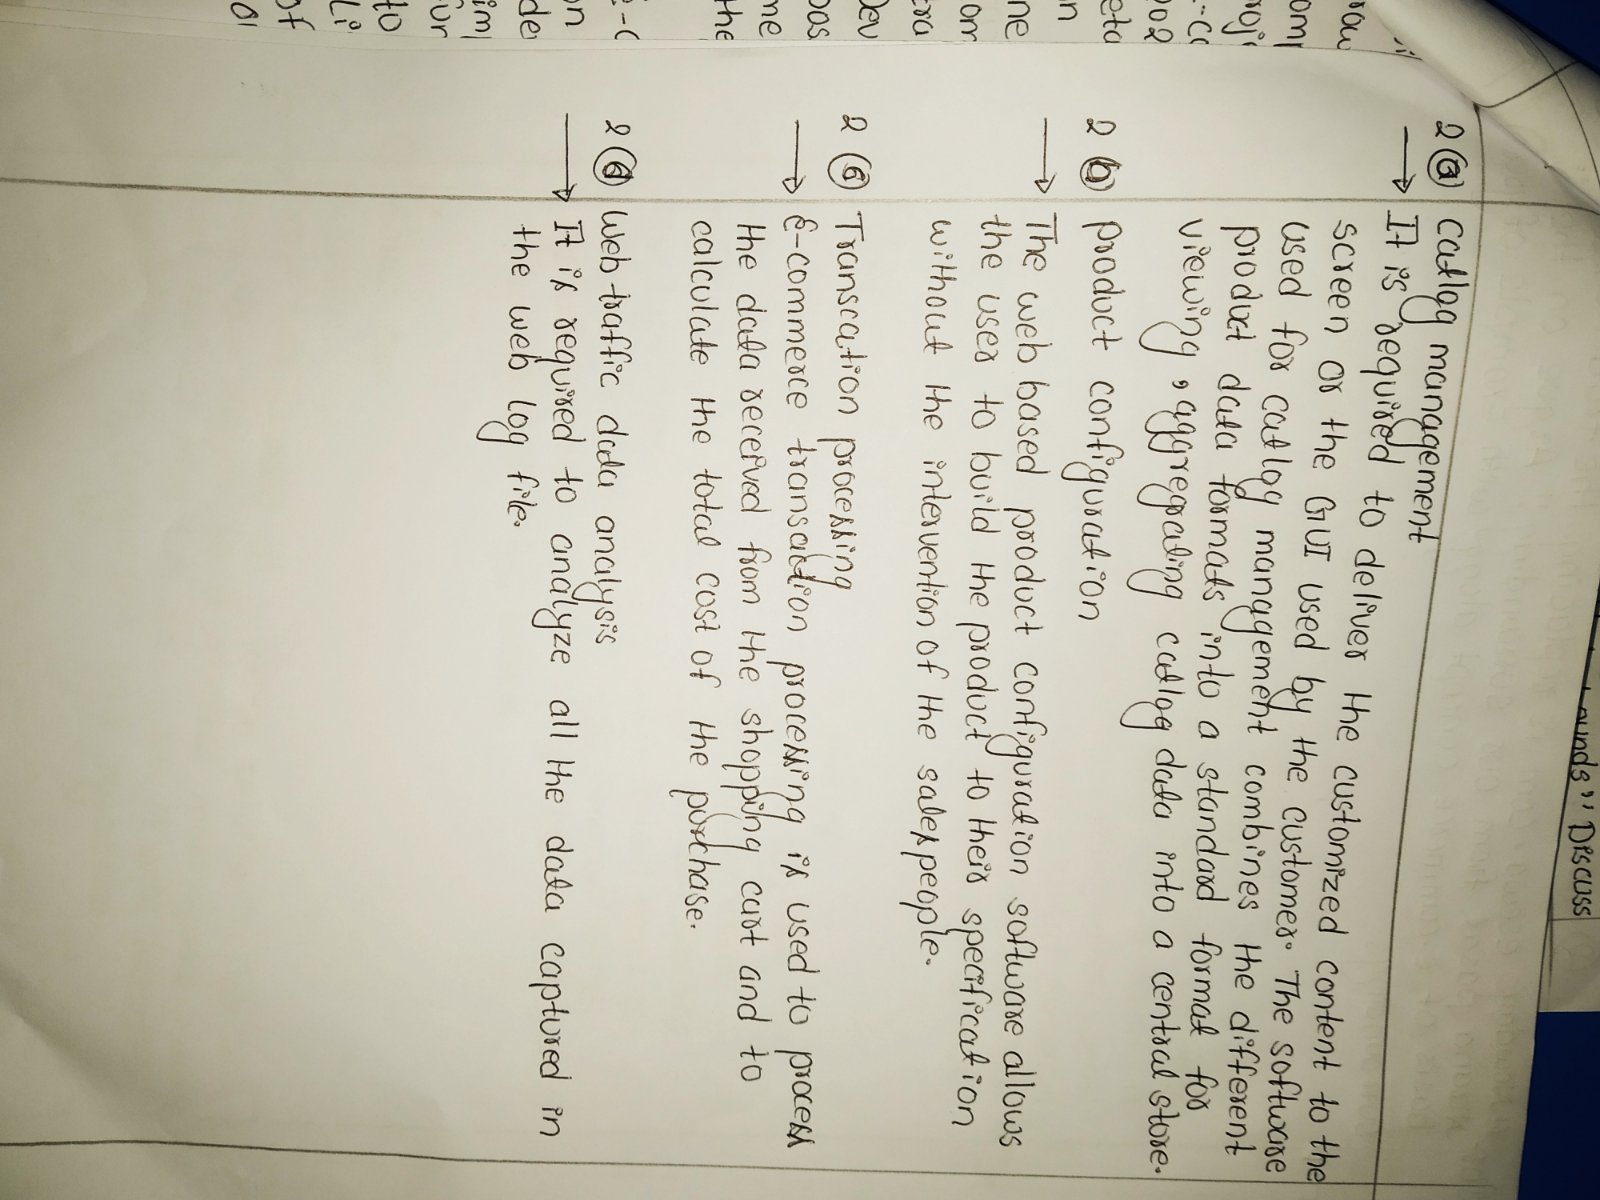 ounds" Discuss
2 (a) catlog management
→ It is required to deliver the customized content to the
screen or the GUI used by the customer. The software
used for catlog management combines the different
product data formats into a standard format for
viewing, aggregating catlog data into a central store.
2 (b) product configuration
→ The web based product configuration software allows
the user to build the product to their specification
without the intervention of the salespeople.
2 (c) Transcation processing
→ E-commerce transaction processing is used to process
the data received from the shopping cart and to
calculate the total cost of the purchase.
2 (d) Web traffic data analysis
→ It is required to analyze all the data captured in
the web log file.